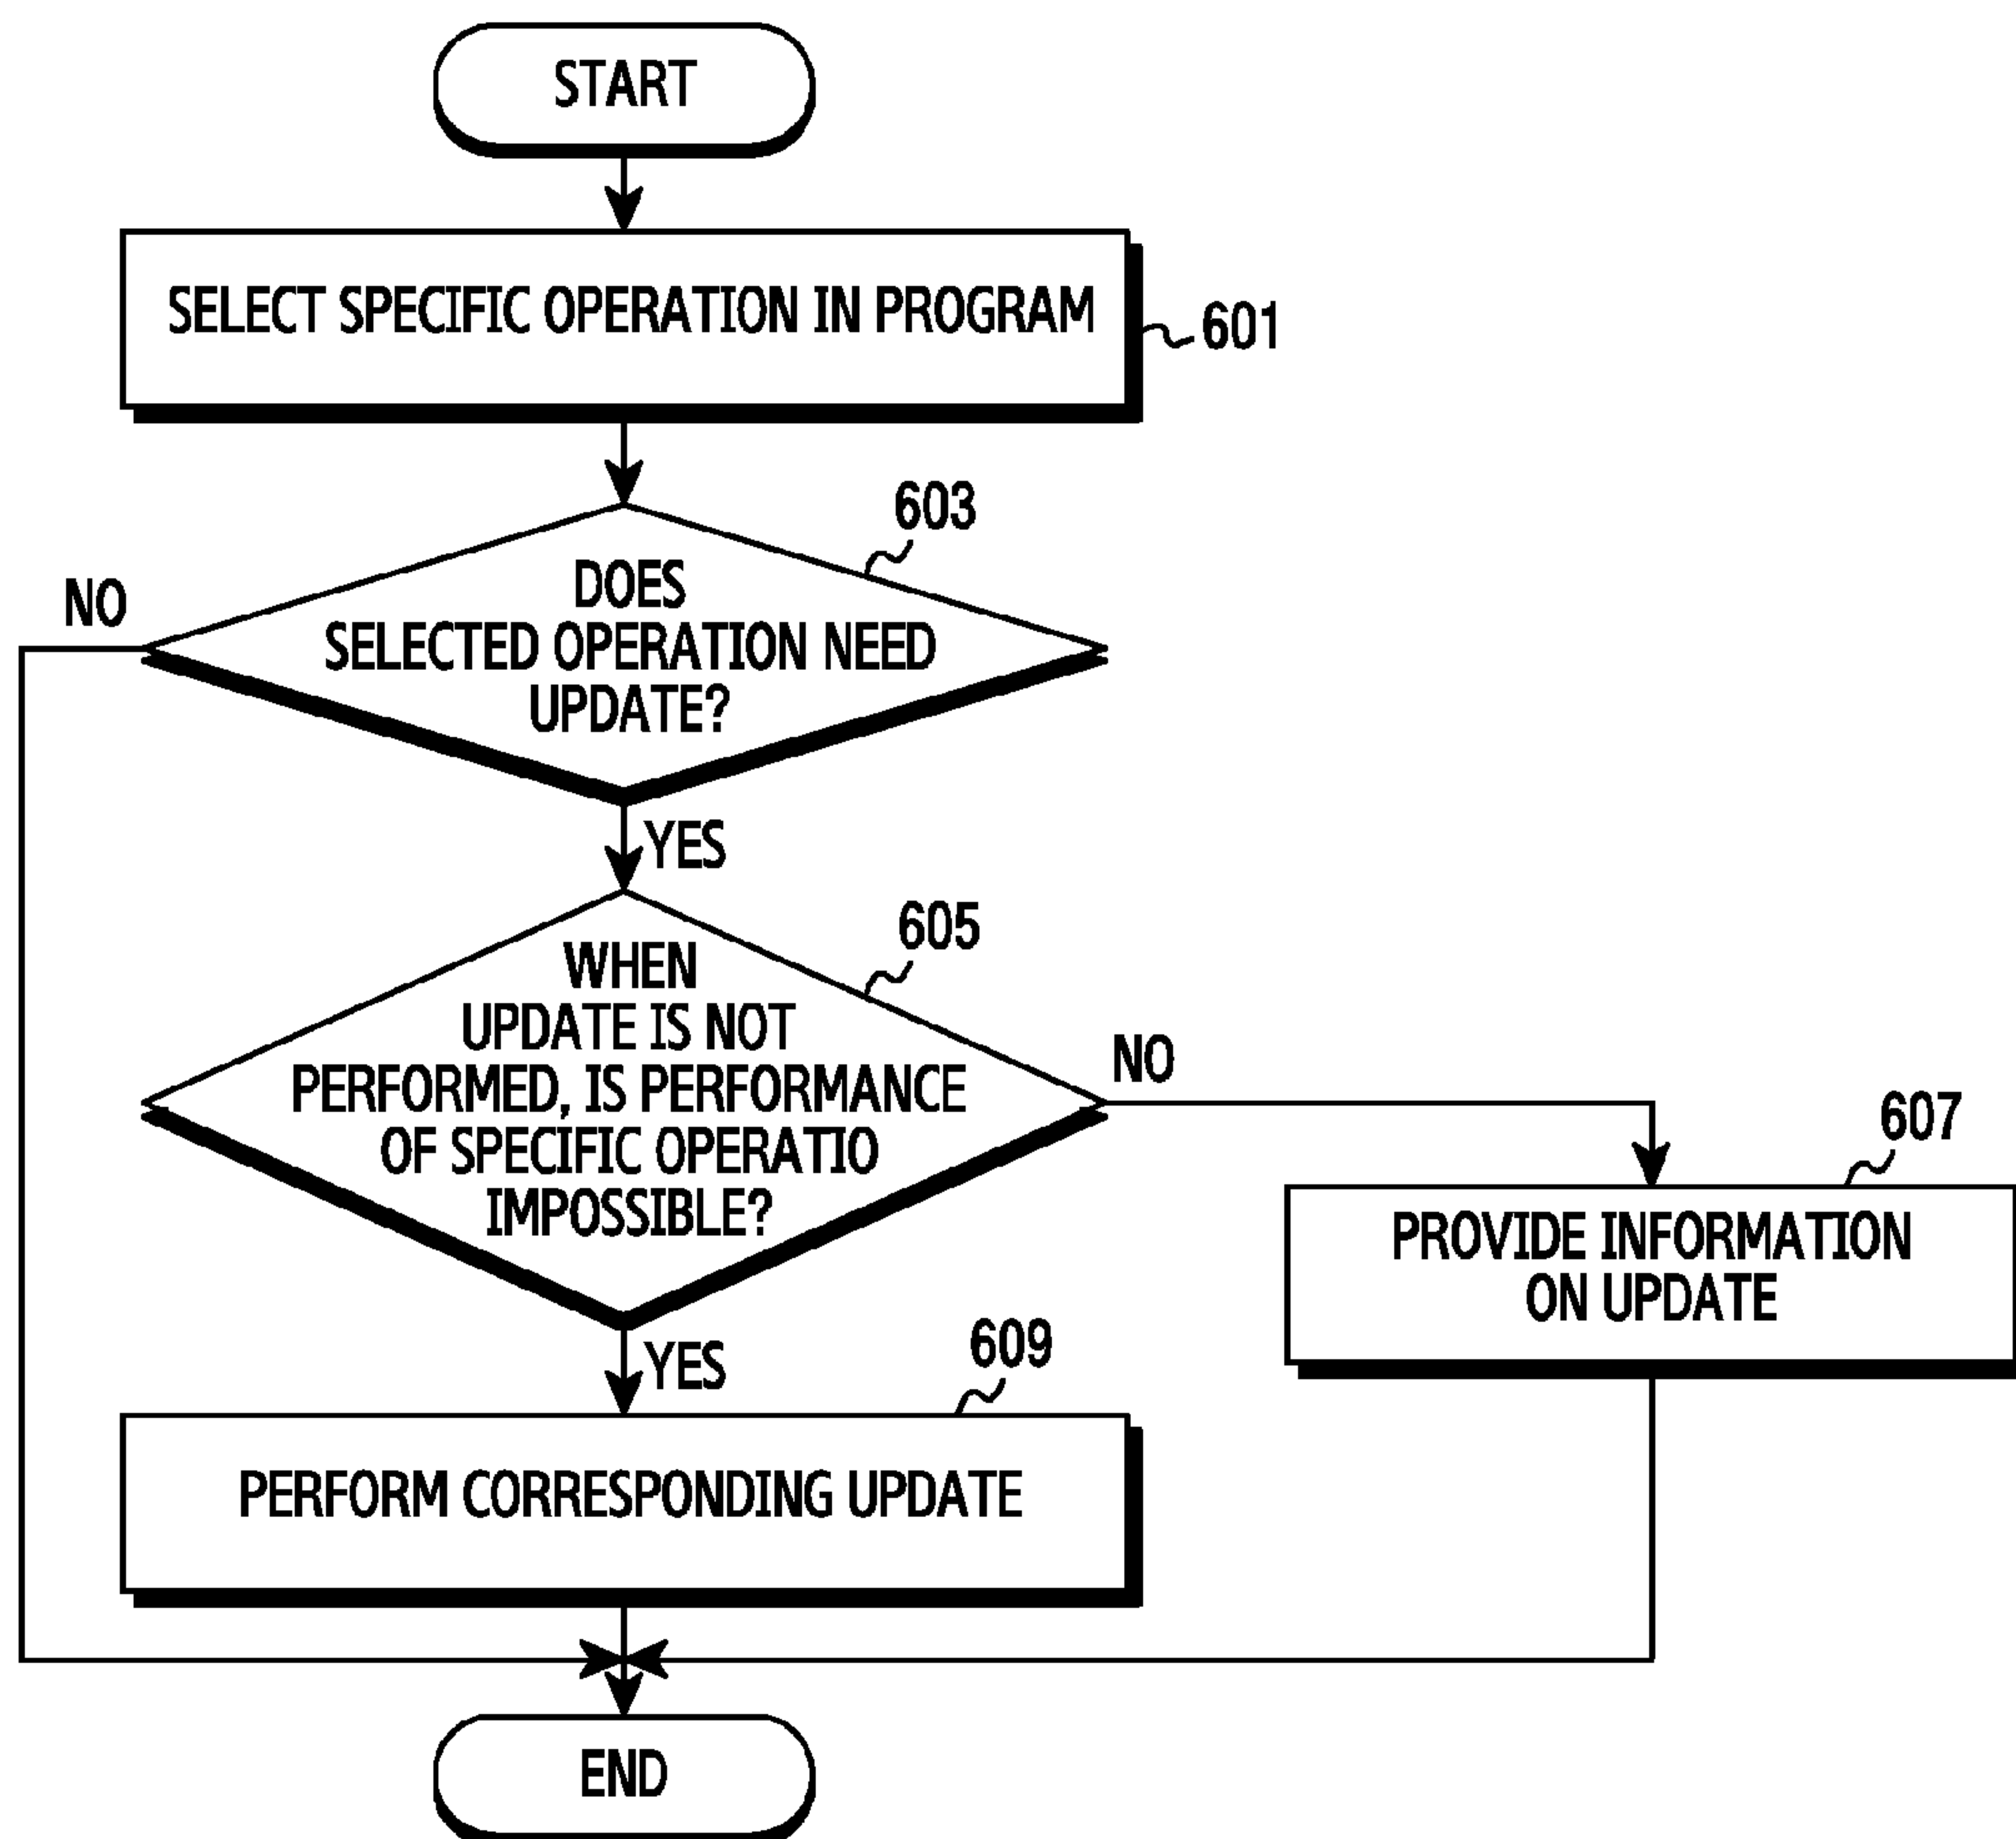 START
SELECT SPECIFIC OPERATION IN PROGRAM
601
603
DOES
SELECTED OPERATION NEED
UPDATE?
NO
YES
605
WHEN
UPDATE IS NOT
PERFORMED, IS PERFORMANCE
OF SPECIFIC OPERATIO
IMPOSSIBLE?
NO
607
PROVIDE INFORMATION
ON UPDATE
YES
609
PERFORM CORRESPONDING UPDATE
END